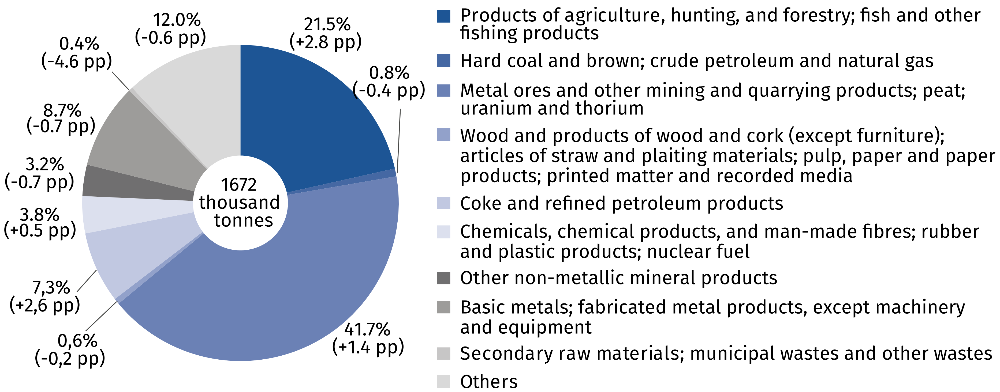 12.0%
(-0.6 pp)
21.5%
(+2.8 pp)
0.4%
(-4.6 pp)
0.8%
(-0.4 pp)
8.7%
(-0.7 pp)
3.2%
(-0.7 pp)
1672
thousand
tonnes
3.8%
(+0.5 pp)
7,3%
(+2,6 pp)
0,6%
(-0,2 pp)
41.7%
(+1.4 pp)
Products of agriculture, hunting, and forestry; fish and other
fishing products
Hard coal and brown; crude petroleum and natural gas
Metal ores and other mining and quarrying products; peat;
uranium and thorium
Wood and products of wood and cork (except furniture);
articles of straw and plaiting materials; pulp, paper and paper
products; printed matter and recorded media
Coke and refined petroleum products
Chemicals, chemical products, and man-made fibres; rubber
and plastic products; nuclear fuel
Other non-metallic mineral products
Basic metals; fabricated metal products, except machinery
and equipment
Secondary raw materials; municipal wastes and other wastes
Others